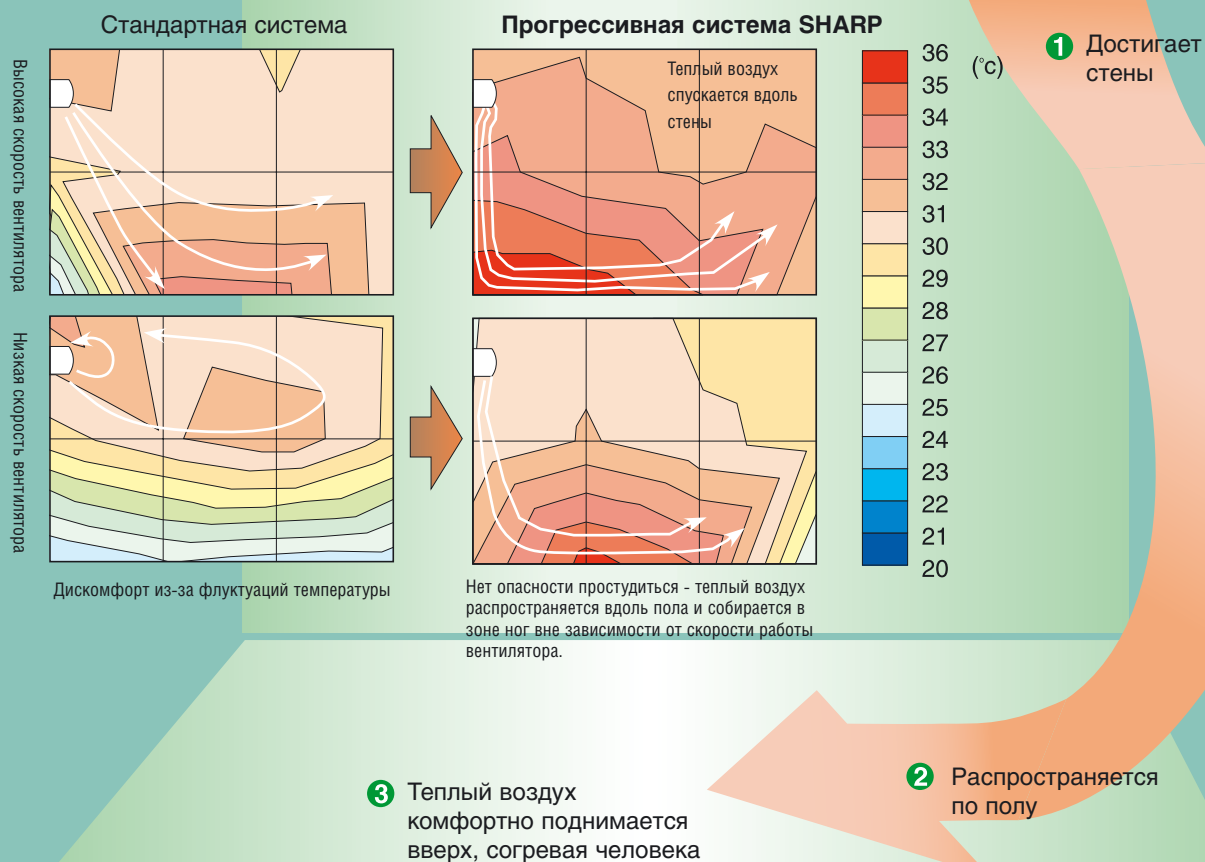 Стандартная система
Прогрессивная система SHARP
Высокая скорость вентилятора
Теплый воздух
спускается вдоль
стены
Низкая скорость вентилятора
36
35
34
33
32
31
30
29
28
27
26
25
24
23
22
21
20
(°c)
1 Достигает
стены
Дискомфорт из-за флуктуаций температуры
Нет опасности простудиться - теплый воздух
распространяется вдоль пола и собирается в
зоне ног вне зависимости от скорости работы
вентилятора.
2 Распространяется
по полу
3 Теплый воздух
комфортно поднимается
вверх, согревая человека